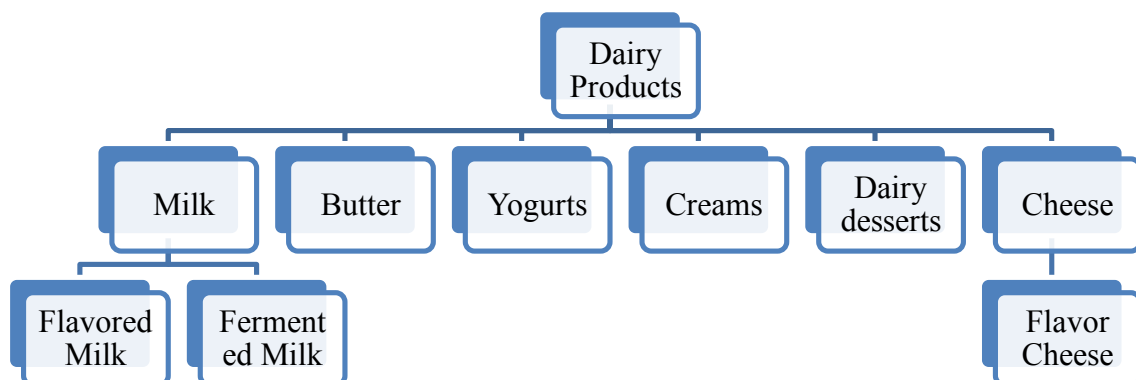 Dairy
Products
Milk
Butter
Yogurts
Creams
Dairy
desserts
Cheese
Flavored
Milk
Ferment
ed Milk
Flavor
Cheese